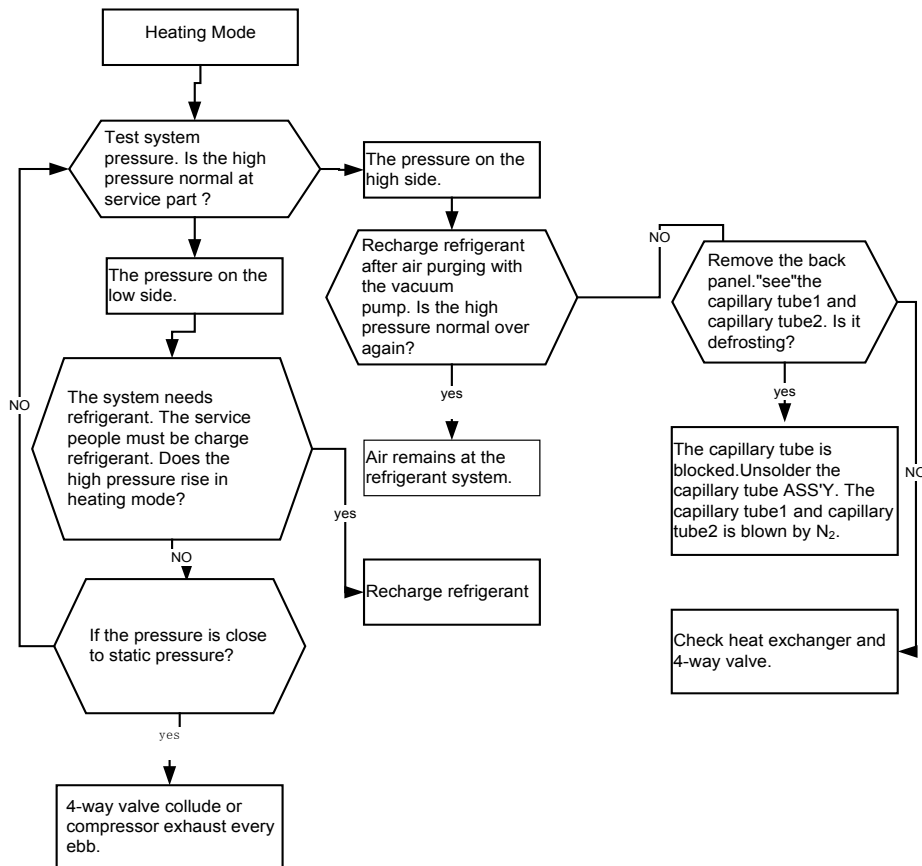 Heating Mode
Test system
pressure. Is the high
pressure normal at
service part ?
The pressure on the
high side.
The pressure on the
low side.
Recharge refrigerant
after air purging with
the vacuum
pump. Is the high
pressure normal over
again?
NO
Remove the back
panel."see"the
capillary tube1 and
capillary tube2. Is it
defrosting?
NO
The system needs
refrigerant. The service
people must be charge
refrigerant. Does the
high pressure rise in
heating mode?
yes
yes
Air remains at the
refrigerant system.
The capillary tube is
blocked.Unsolder the
capillary tube ASS'Y. The
capillary tube1 and capillary
tube2 is blown by N₂.
NO
yes
NO
Recharge refrigerant
If the pressure is close
to static pressure?
Check heat exchanger and
4-way valve.
yes
4-way valve collude or
compressor exhaust every
ebb.